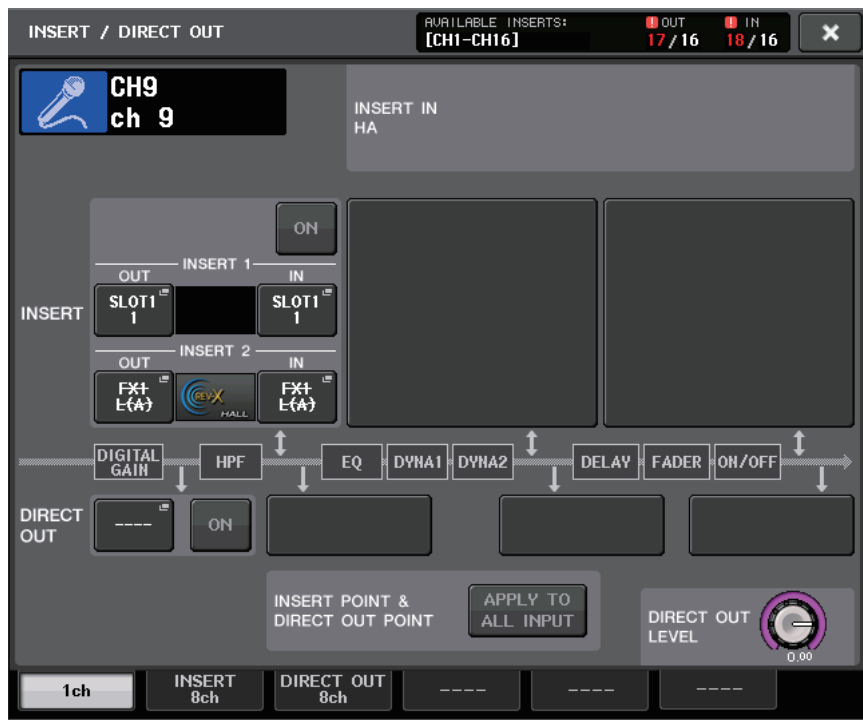 INSERT / DIRECT OUT
AVAILABLE INSERTS:
[CH1-CH16]
! OUT
17/16
! IN
18/16
×
CH9
ch 9
INSERT IN
HA
ON
INSERT 1
OUT
IN
INSERT
SLOT1
1
SLOT1
1
INSERT 2
OUT
IN
FX1
L(A)
REV-X
HALL
FX1
L(A)
DIGITAL
GAIN
HPF
EQ
DYNA1
DYNA2
DELAY
FADER
ON/OFF
DIRECT
OUT
----
ON
INSERT POINT &
DIRECT OUT POINT
APPLY TO
ALL INPUT
DIRECT OUT
LEVEL
0.00
1ch
INSERT
8ch
DIRECT OUT
8ch
----
----
----